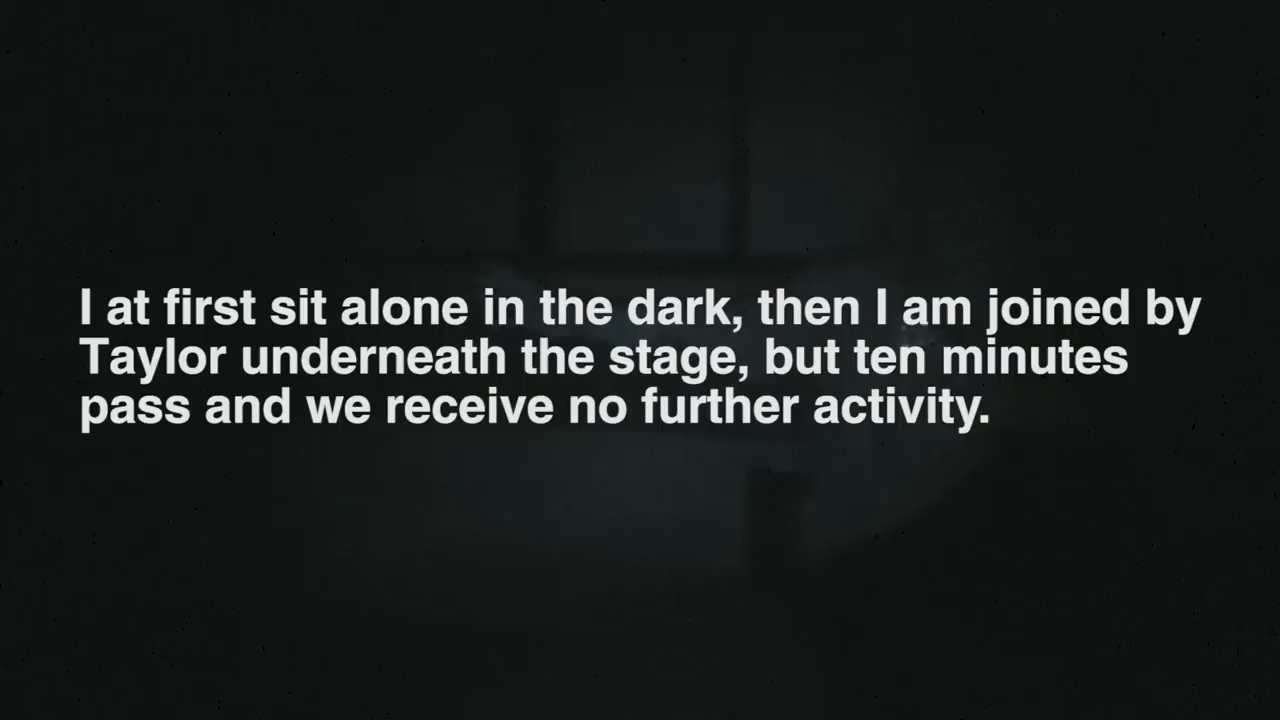 I at first sit alone in the dark, then I am joined by
Taylor underneath the stage, but ten minutes
pass and we receive no further activity.